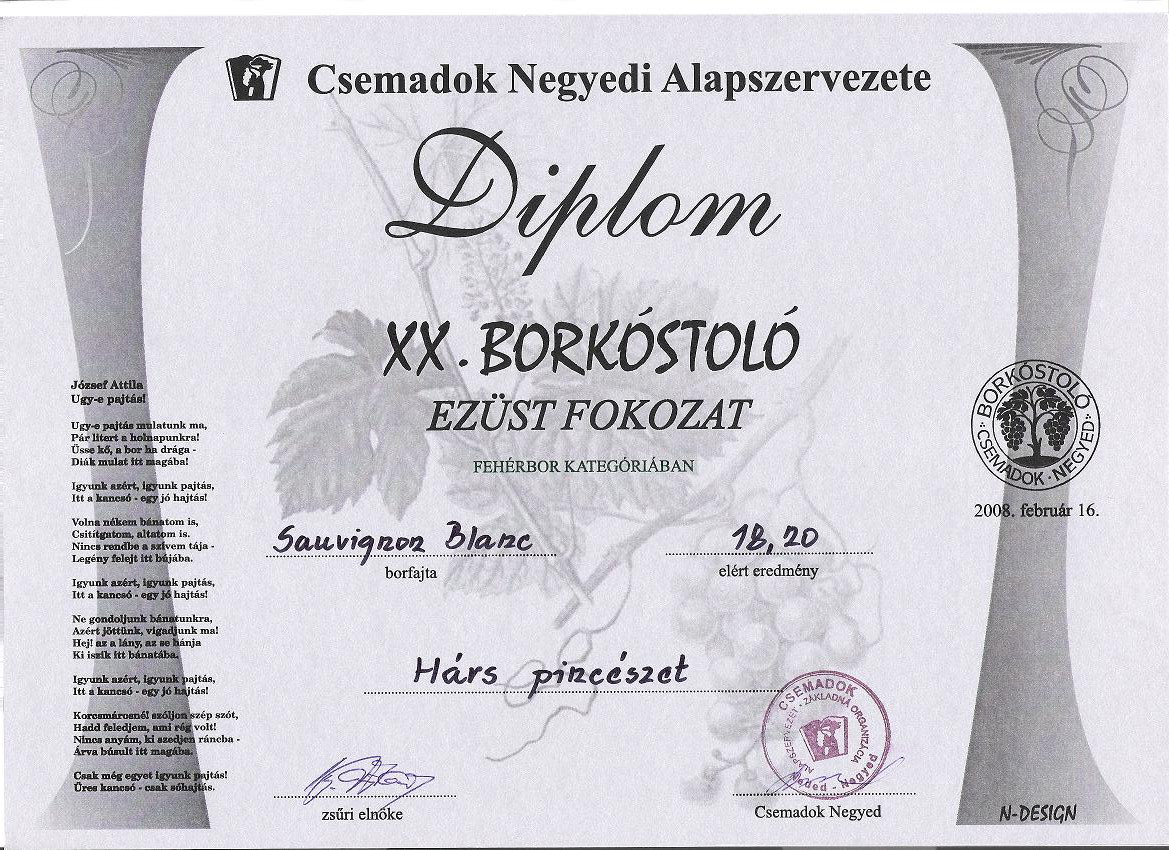 Csemadok Negyedi Alapszervezete
Diplom
XX. BORKÓSTOLÓ
EZÜST FOKOZAT
FEHÉRBOR KATEGÓRIÁBAN
Sauvignon Blanc
borfajta
18,20
elért eredmény
Hárs pincészet
zsűri elnöke
Csemadok Negyed
József Attila
Ugy-e pajtás!
Ugy-e pajtás mulatunk ma,
Pár litert a holnapunkra!
Üsse kő, a bor ha drága -
Diák mulat itt magába!
Igyunk azért, igyunk pajtás,
Itt a kancsó - egy jó hajtás!
Volna nékem bánatom is,
Csititgatom, altatom is.
Nincs rendbe a szivem tája -
Legény felejt itt bújába.
Igyunk azért, igyunk pajtás,
Itt a kancsó - egy jó hajtás!
Ne gondoljunk bánatunkra,
Azért jöttünk, vigadjunk ma!
Hej! az a lány, az se bánja
Ki iszik itt bánatába.
Igyunk azért, igyunk pajtás,
Itt a kancsó - egy jó hajtás!
Korcsmárosnél szóljon szép szót,
Hadd feledjem, ami rég volt!
Nincs anyám, ki szedjen ráncba -
Árva búsult itt magába.
Csak még egyet igyunk pajtás!
Üres kancsó - csak sóhajtás.
BORKÓSTOLÓ
CSEMADOK · NEGYED
2008. február 16.
CSEMADOK
ALAPSZERVEZET · ZÁKLADNÁ ORGANIZÁCIA
Neded - Negyed
N-DESIGN